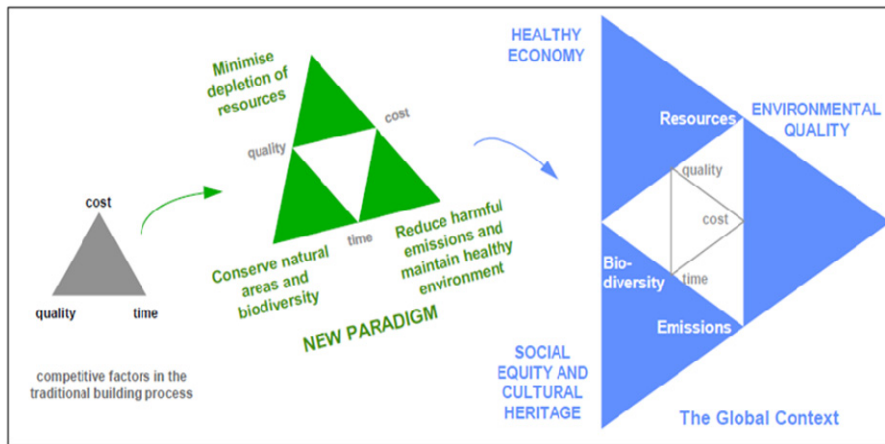 cost
quality
time
competitive factors in the
traditional building process
Minimise
depletion of
resources
quality
cost
time
Conserve natural
areas and
biodiversity
Reduce harmful
emissions and
maintain healthy
environment
NEW PARADIGM
HEALTHY
ECONOMY
Resources
ENVIRONMENTAL
QUALITY
quality
cost
time
Bio-
diversity
Emissions
SOCIAL
EQUITY AND
CULTURAL
HERITAGE
The Global Context